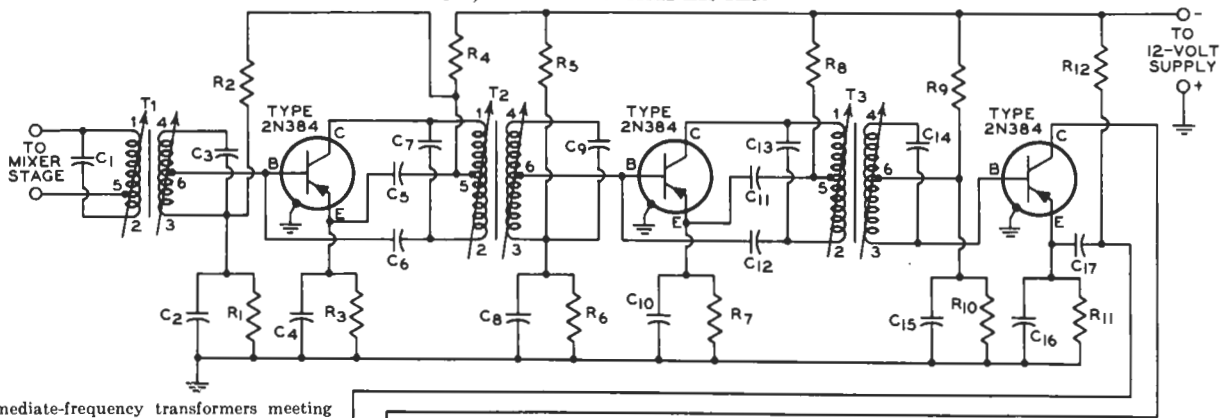 R2
R4
R5
R8
R9
R12
-
TO
12-VOLT
SUPPLY
+
T1
T2
T3
TYPE
2N384
TYPE
2N384
TYPE
2N384
TO
MIXER
STAGE
C1
1
5
2
4
6
3
C3
B
C
E
C7
C5
C6
1
5
2
4
6
3
C9
B
C
E
C13
C11
C12
1
5
2
4
6
3
C14
B
C
E
C17
C2
R1
C4
R3
C8
R6
C10
R7
C15
R10
C16
R11
mediate-frequency transformers meeting